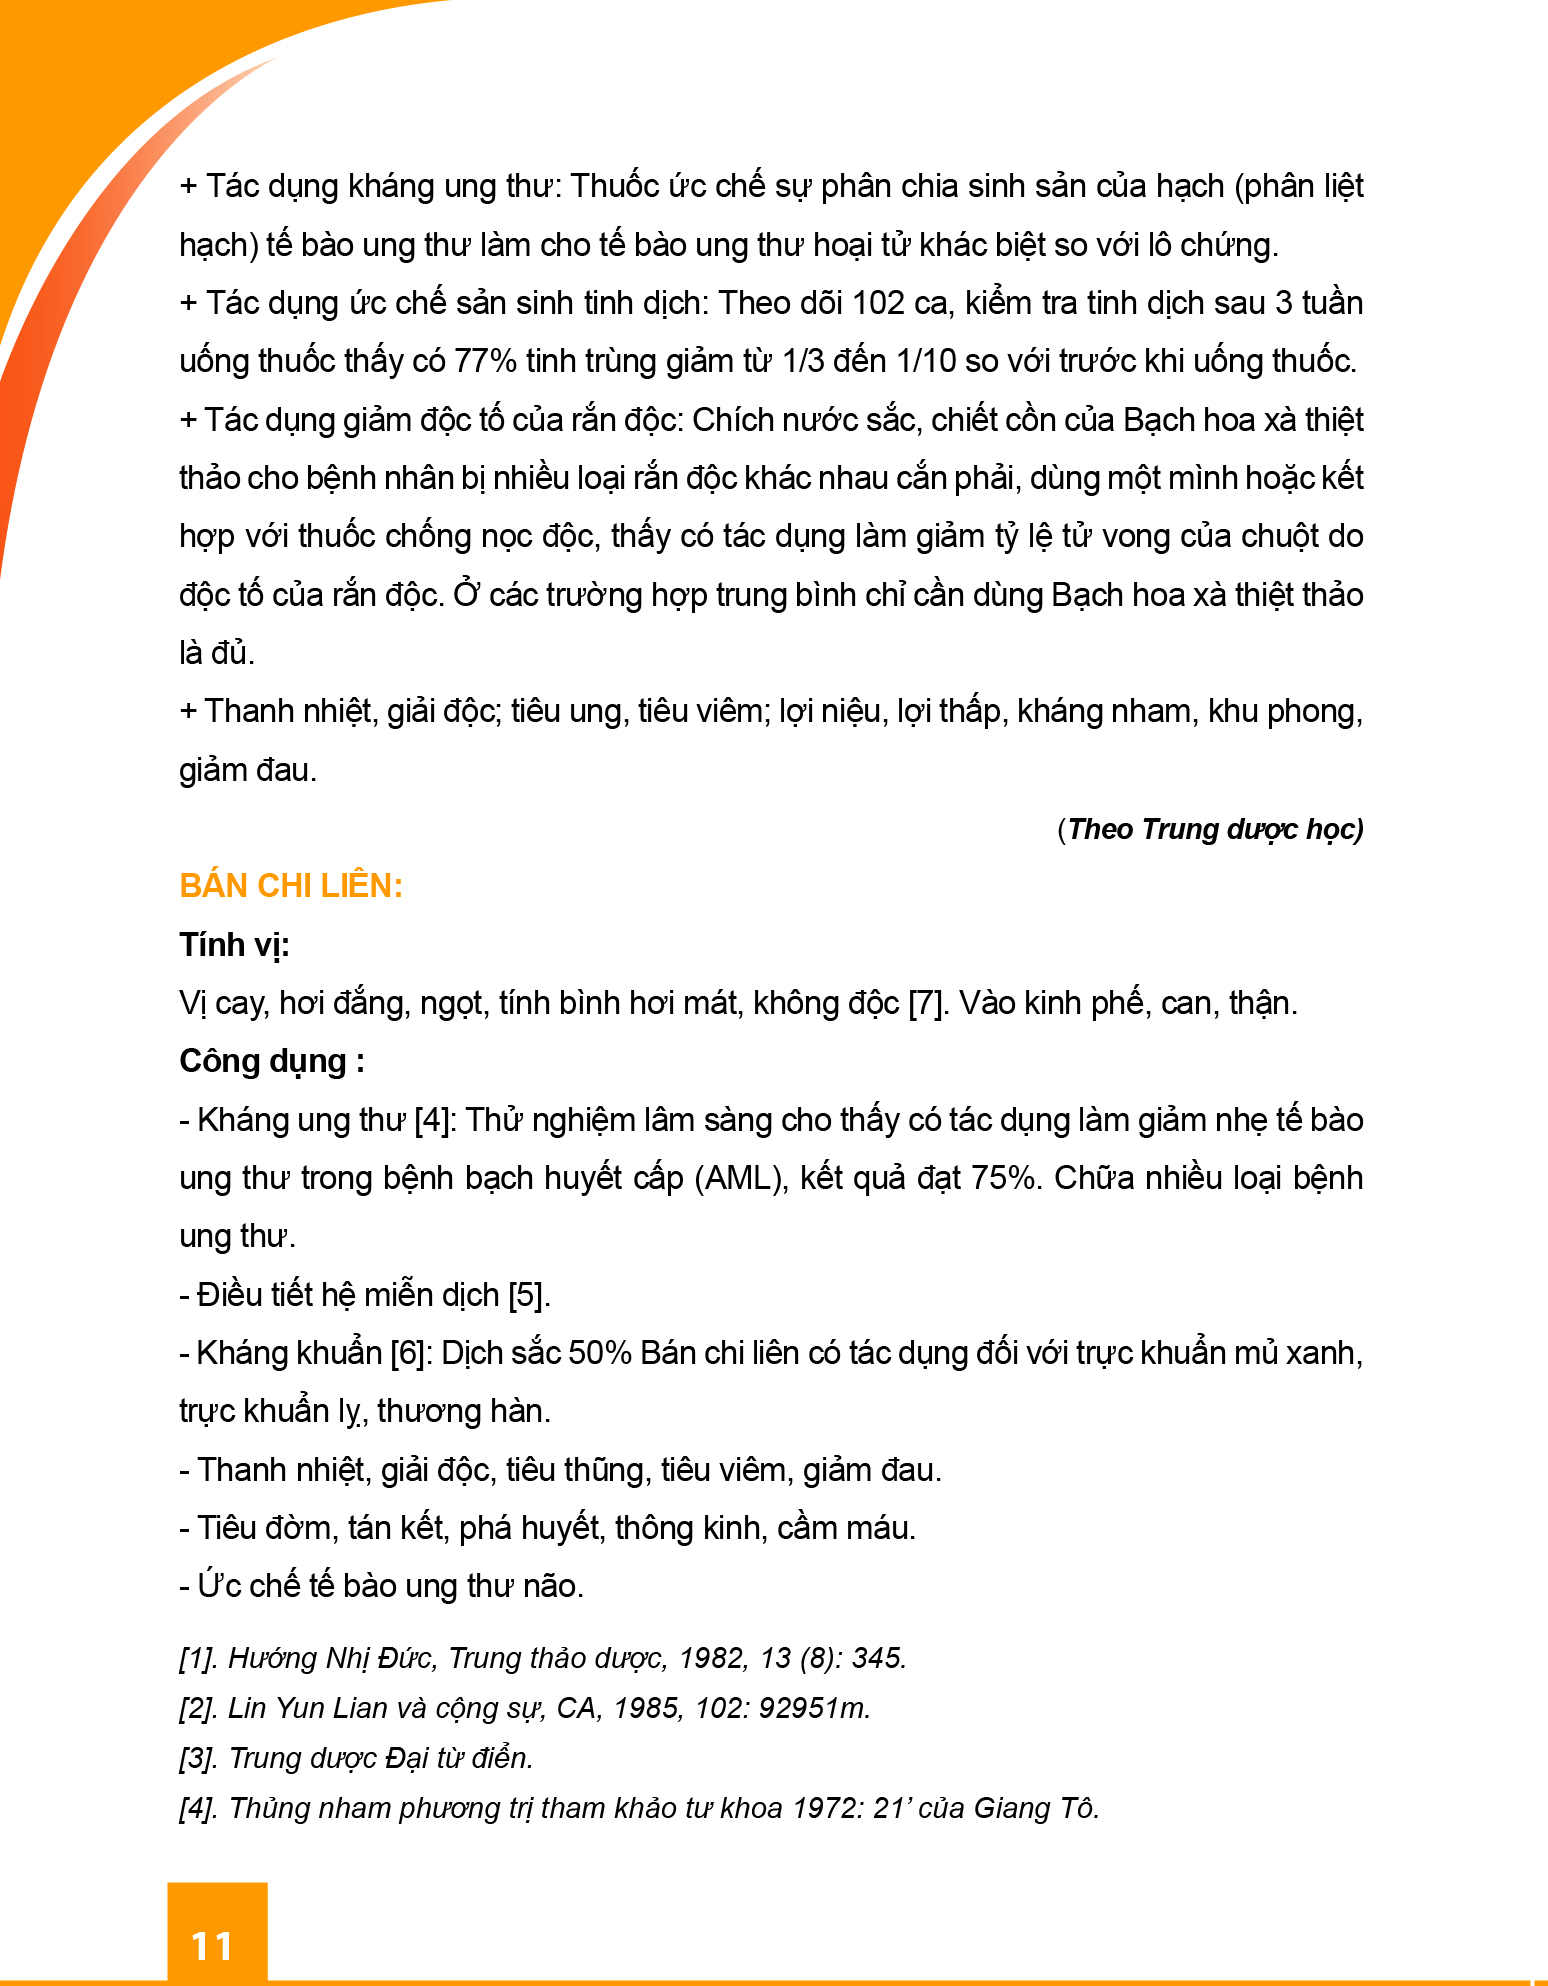 + Tác dụng kháng ung thư: Thuốc ức chế sự phân chia sinh sản của hạch (phân liệt
hạch) tế bào ung thư làm cho tế bào ung thư hoại tử khác biệt so với lô chứng.
+ Tác dụng ức chế sản sinh tinh dịch: Theo dõi 102 ca, kiểm tra tinh dịch sau 3 tuần
uống thuốc thấy có 77% tinh trùng giảm từ 1/3 đến 1/10 so với trước khi uống thuốc.
+ Tác dụng giảm độc tố của rắn độc: Chích nước sắc, chiết cồn của Bạch hoa xà thiệt
thảo cho bệnh nhân bị nhiều loại rắn độc khác nhau cắn phải, dùng một mình hoặc kết
hợp với thuốc chống nọc độc, thấy có tác dụng làm giảm tỷ lệ tử vong của chuột do
độc tố của rắn độc. Ở các trường hợp trung bình chỉ cần dùng Bạch hoa xà thiệt thảo
là đủ.
+ Thanh nhiệt, giải độc; tiêu ung, tiêu viêm; lợi niệu, lợi thấp, kháng nham, khu phong,
giảm đau.
(Theo Trung dược học)
BÁN CHI LIÊN:
Tính vị:
Vị cay, hơi đắng, ngọt, tính bình hơi mát, không độc [7]. Vào kinh phế, can, thận.
Công dụng :
- Kháng ung thư [4]: Thử nghiệm lâm sàng cho thấy có tác dụng làm giảm nhẹ tế bào
ung thư trong bệnh bạch huyết cấp (AML), kết quả đạt 75%. Chữa nhiều loại bệnh
ung thư.
- Điều tiết hệ miễn dịch [5].
- Kháng khuẩn [6]: Dịch sắc 50% Bán chi liên có tác dụng đối với trực khuẩn mủ xanh,
trực khuẩn lỵ, thương hàn.
- Thanh nhiệt, giải độc, tiêu thũng, tiêu viêm, giảm đau.
- Tiêu đờm, tán kết, phá huyết, thông kinh, cầm máu.
- Ức chế tế bào ung thư não.
[1]. Hướng Nhị Đức, Trung thảo dược, 1982, 13 (8): 345.
[2]. Lin Yun Lian và cộng sự, CA, 1985, 102: 92951m.
[3]. Trung dược Đại từ điển.
[4]. Thủng nham phương trị tham khảo tư khoa 1972: 21’ của Giang Tô.
11